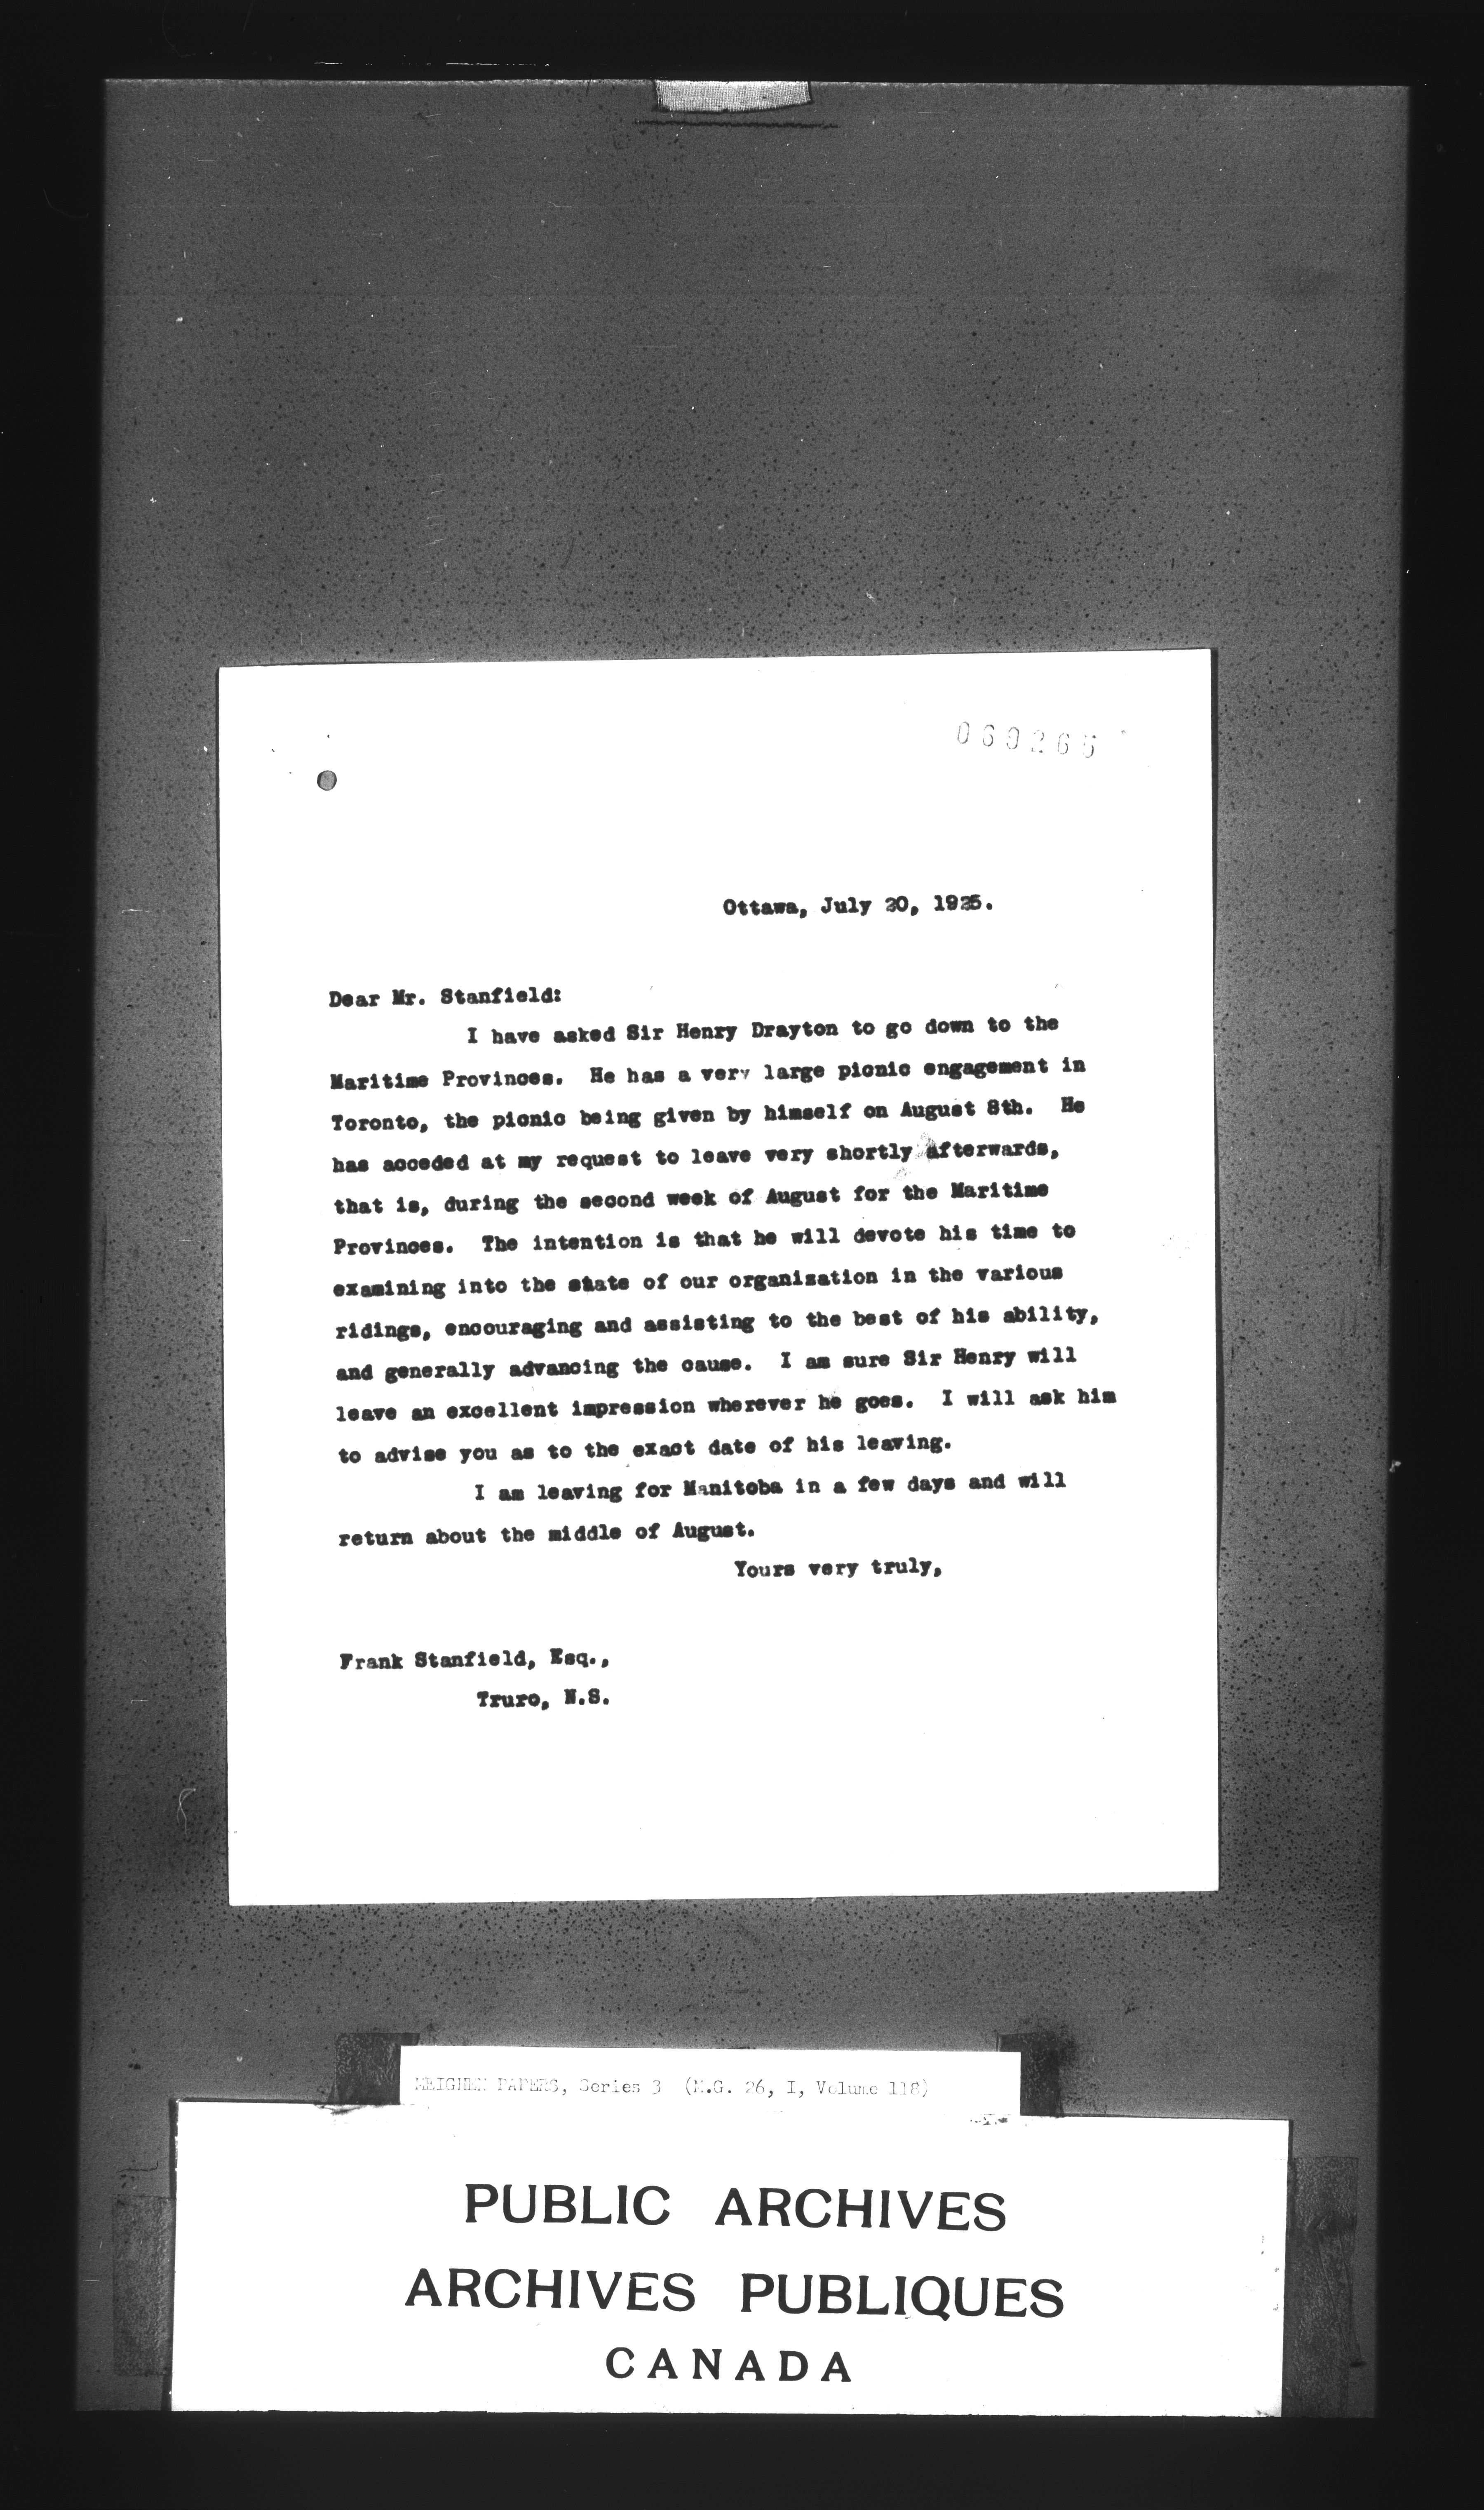 060265
Ottawa, July 20, 1925.
Dear Mr. Stanfield:
I have asked Sir Henry Drayton to go down to the
Maritime Provinces. He has a very large picnic engagement in
Toronto, the picnic being given by himself on August 8th. He
has acceded at my request to leave very shortly afterwards,
that is, during the second week of August for the Maritime
Provinces. The intention is that he will devote his time to
examining into the state of our organization in the various
ridings, encouraging and assisting to the best of his ability,
and generally advancing the cause. I am sure Sir Henry will
leave an excellent impression wherever he goes. I will ask him
to advise you as to the exact date of his leaving.
I am leaving for Manitoba in a few days and will
return about the middle of August.
Yours very truly,
Frank Stanfield, Esq.,
Truro, N.S.
MEIGHEN PAPERS, Series 3 (M.G. 26, I, Volume 118)
PUBLIC ARCHIVES
ARCHIVES PUBLIQUES
CANADA